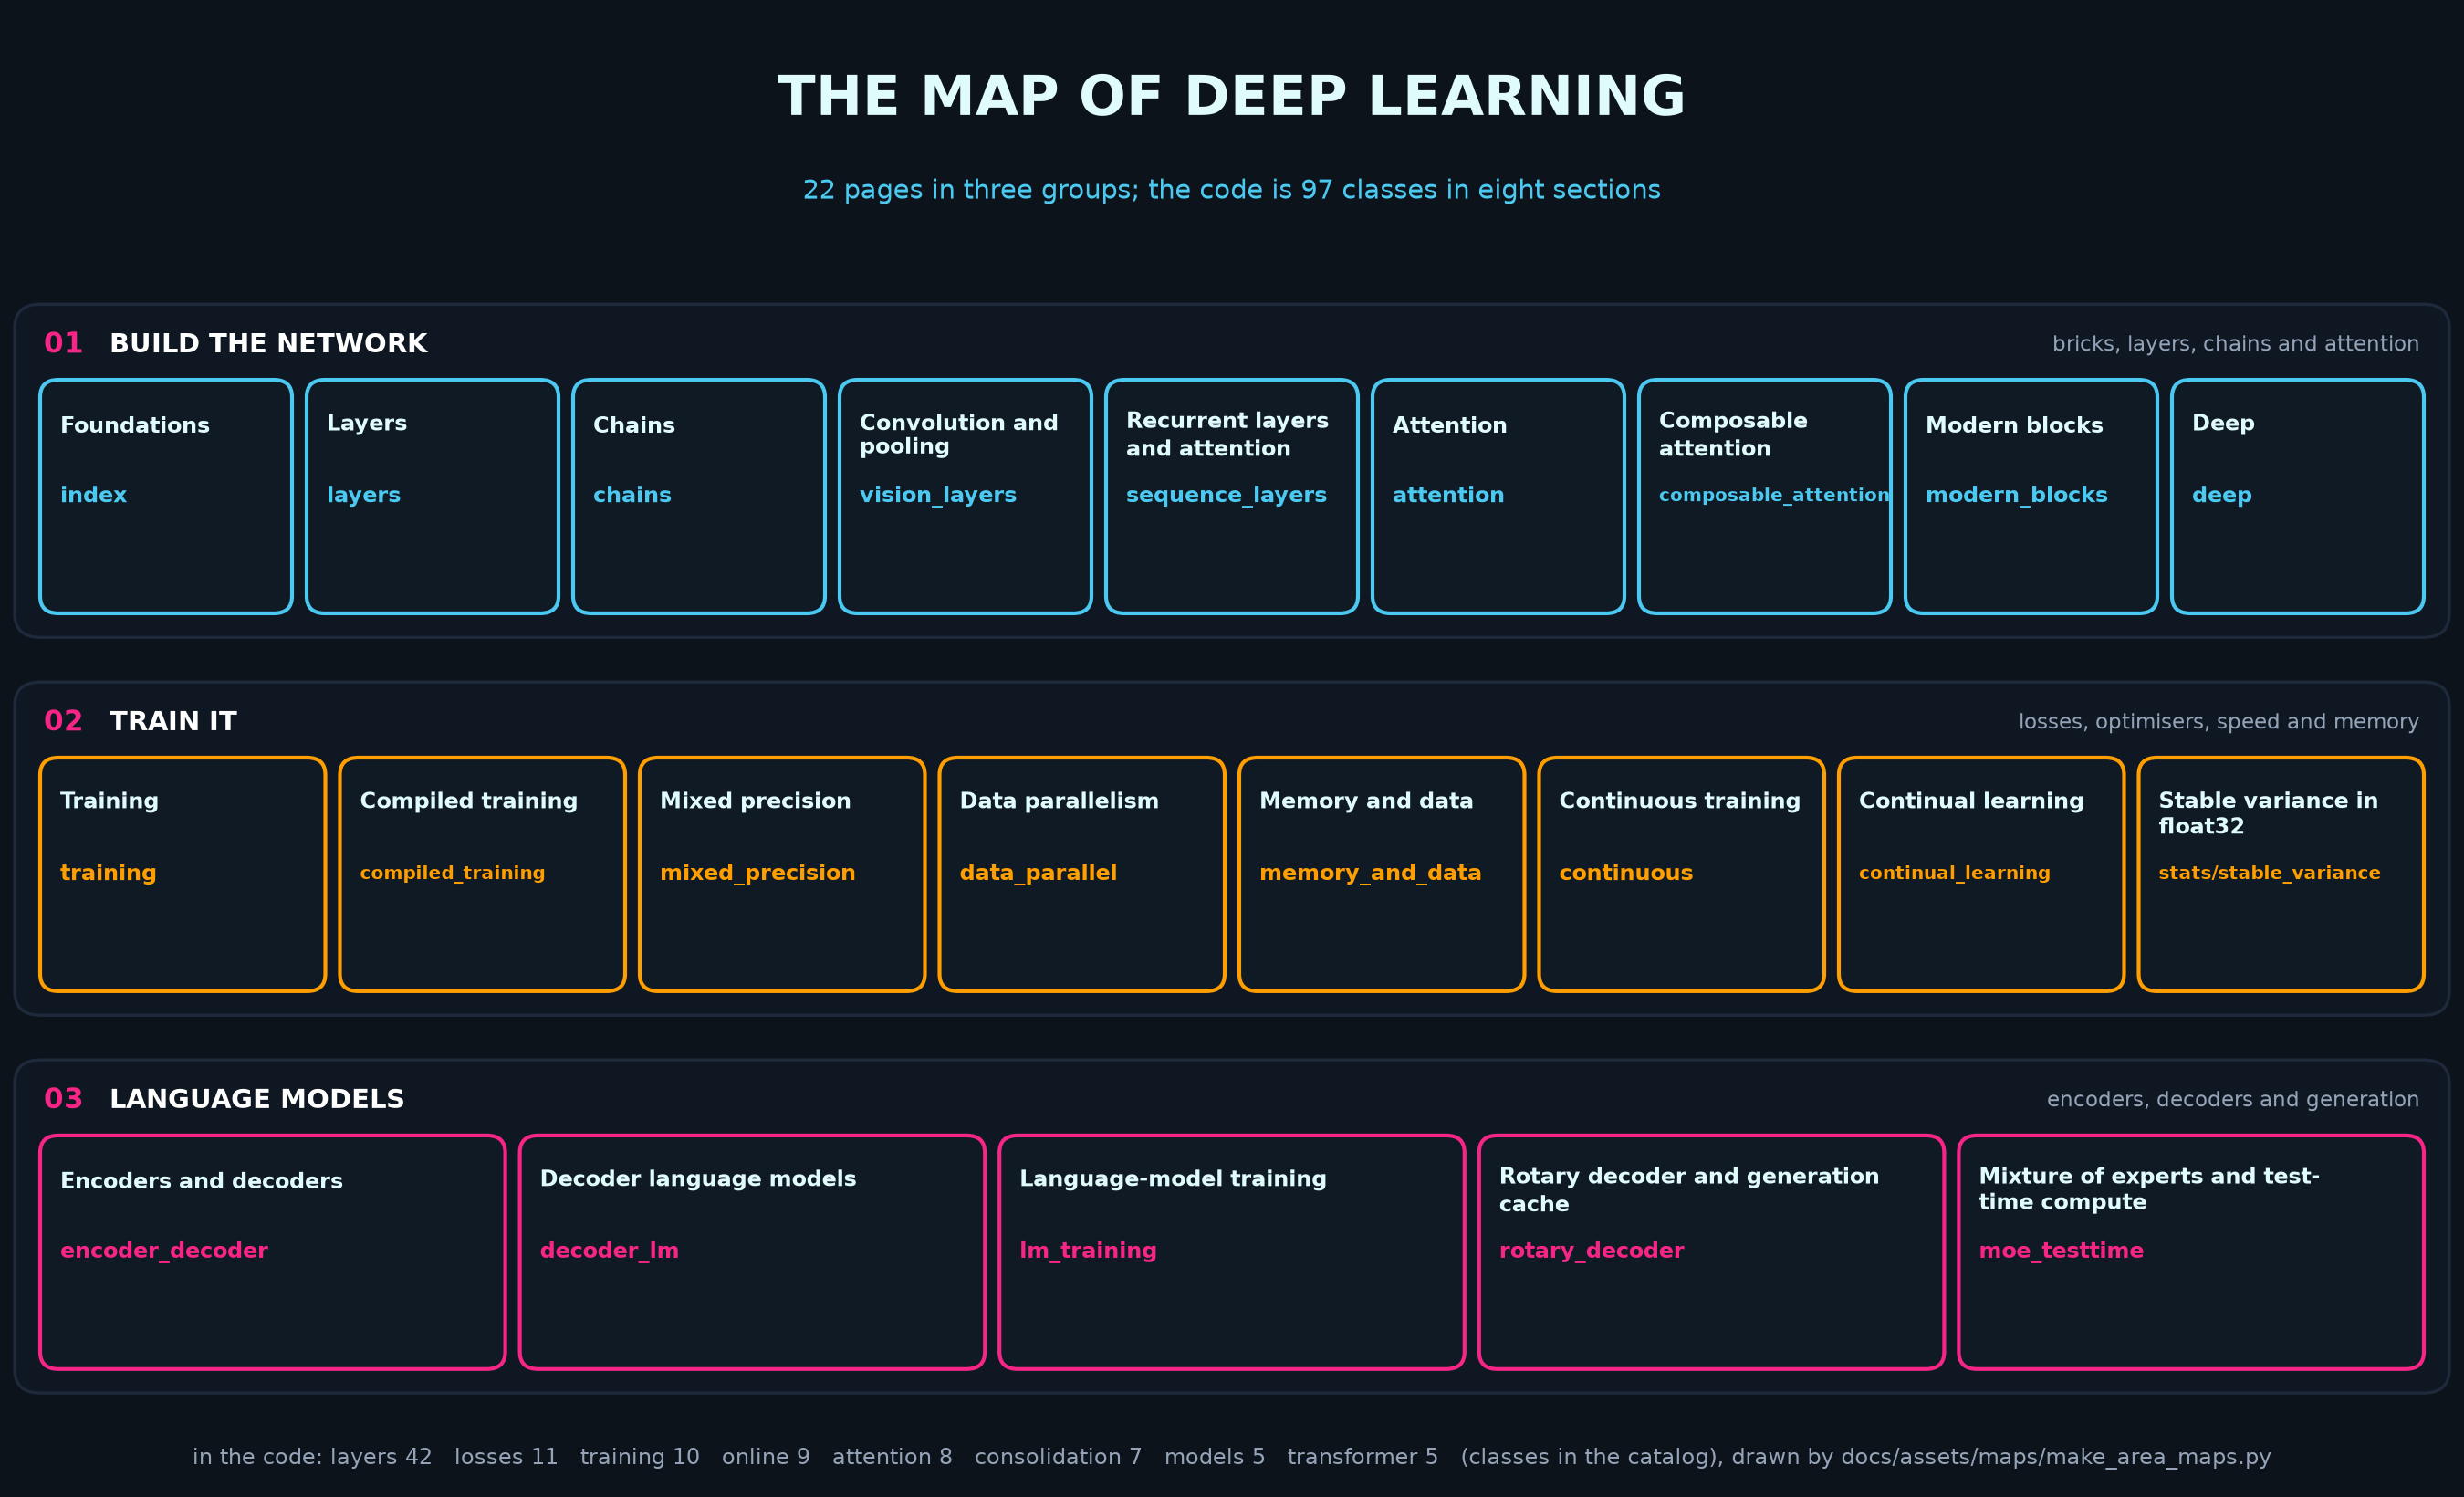 THE MAP OF DEEP LEARNING
22 pages in three groups; the code is 97 classes in eight sections
01 BUILD THE NETWORK
bricks, layers, chains and attention
Foundations
index
Layers
layers
Chains
chains
Convolution and
pooling
vision_layers
Recurrent layers
and attention
sequence_layers
Attention
attention
Composable
attention
composable_attention
Modern blocks
modern_blocks
Deep
deep
02 TRAIN IT
losses, optimisers, speed and memory
Training
training
Compiled training
compiled_training
Mixed precision
mixed_precision
Data parallelism
data_parallel
Memory and data
memory_and_data
Continuous training
continuous
Continual learning
continual_learning
Stable variance in
float32
stats/stable_variance
03 LANGUAGE MODELS
encoders, decoders and generation
Encoders and decoders
encoder_decoder
Decoder language models
decoder_lm
Language-model training
lm_training
Rotary decoder and generation
cache
rotary_decoder
Mixture of experts and test-
time compute
moe_testtime
in the code: layers 42 losses 11 training 10 online 9 attention 8 consolidation 7 models 5 transformer 5 (classes in the catalog), drawn by docs/assets/maps/make_area_maps.py